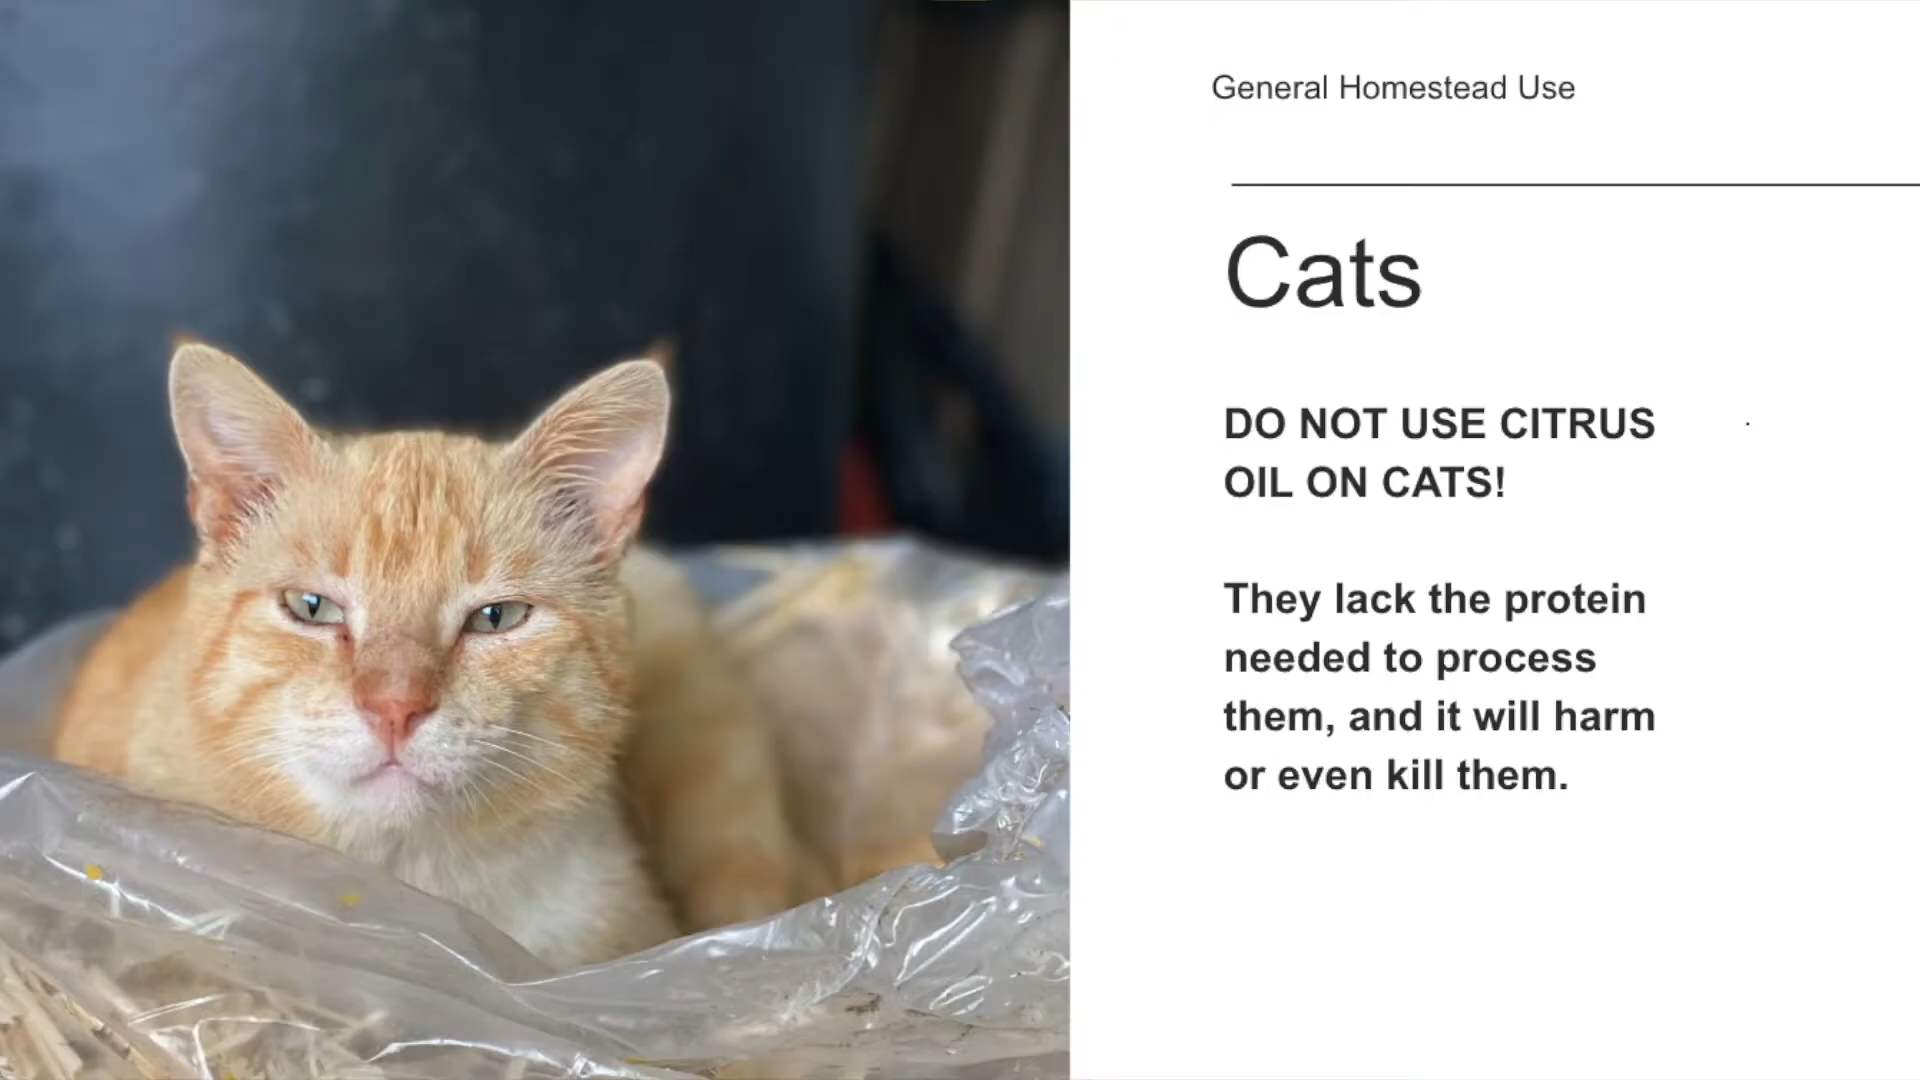 General Homestead Use
Cats
DO NOT USE CITRUS
OIL ON CATS!
They lack the protein
needed to process
them, and it will harm
or even kill them.